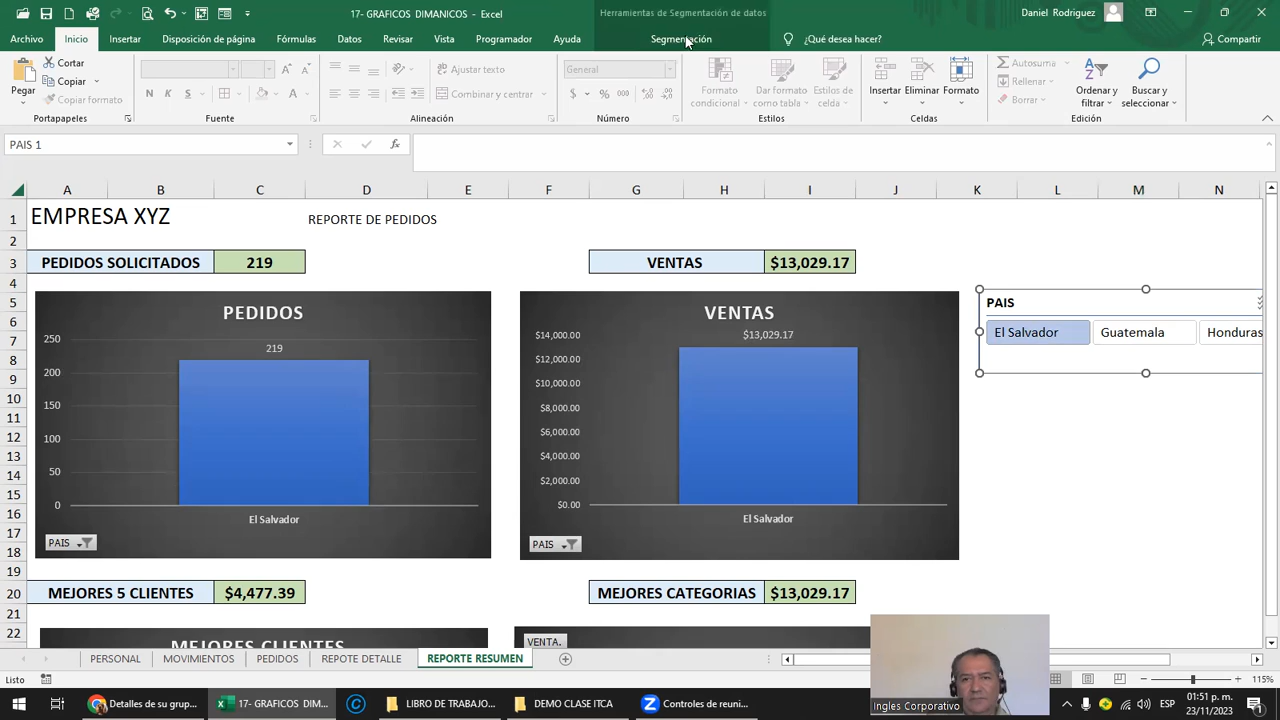 17- GRAFICOS DIMANICOS - Excel
Herramientas de Segmentación de datos
Daniel Rodriguez
Archivo Inicio Insertar Disposición de página Fórmulas Datos Revisar Vista Programador Ayuda Segmentación ¿Qué desea hacer? Compartir
Pegar
Cortar
Copiar
Copiar formato
Portapapeles
N K S
Fuente
Ajustar texto
Combinar y centrar
Alineación
General
$ % 000
Número
Formato condicional
Dar formato como tabla
Estilos de celda
Estilos
Insertar Eliminar Formato
Celdas
Autosuma
Rellenar
Borrar
Ordenar y filtrar
Buscar y seleccionar
Edición
PAIS 1
fx
A B C D E F G H I J K L M N
1 EMPRESA XYZ REPORTE DE PEDIDOS
2
3 PEDIDOS SOLICITADOS 219 VENTAS $13,029.17
4
5
6
7
8
9
10
11
12
13
14
15
16
17
18
19
PEDIDOS
250
200
150
100
50
0
219
El Salvador
PAIS
VENTAS
$14,000.00
$12,000.00
$10,000.00
$8,000.00
$6,000.00
$4,000.00
$2,000.00
$0.00
$13,029.17
El Salvador
PAIS
PAIS
El Salvador Guatemala Honduras
20 MEJORES 5 CLIENTES $4,477.39 MEJORES CATEGORIAS $13,029.17
21
22 MEJORES CLIENTES VENTA.
PERSONAL MOVIMIENTOS PEDIDOS REPOTE DETALLE REPORTE RESUMEN
Listo
115%
Ingles Corporativo
Detalles de su grup...
17- GRAFICOS DIM...
LIBRO DE TRABAJO...
DEMO CLASE ITCA
Controles de reuni...
ESP
01:51 p. m.
23/11/2023